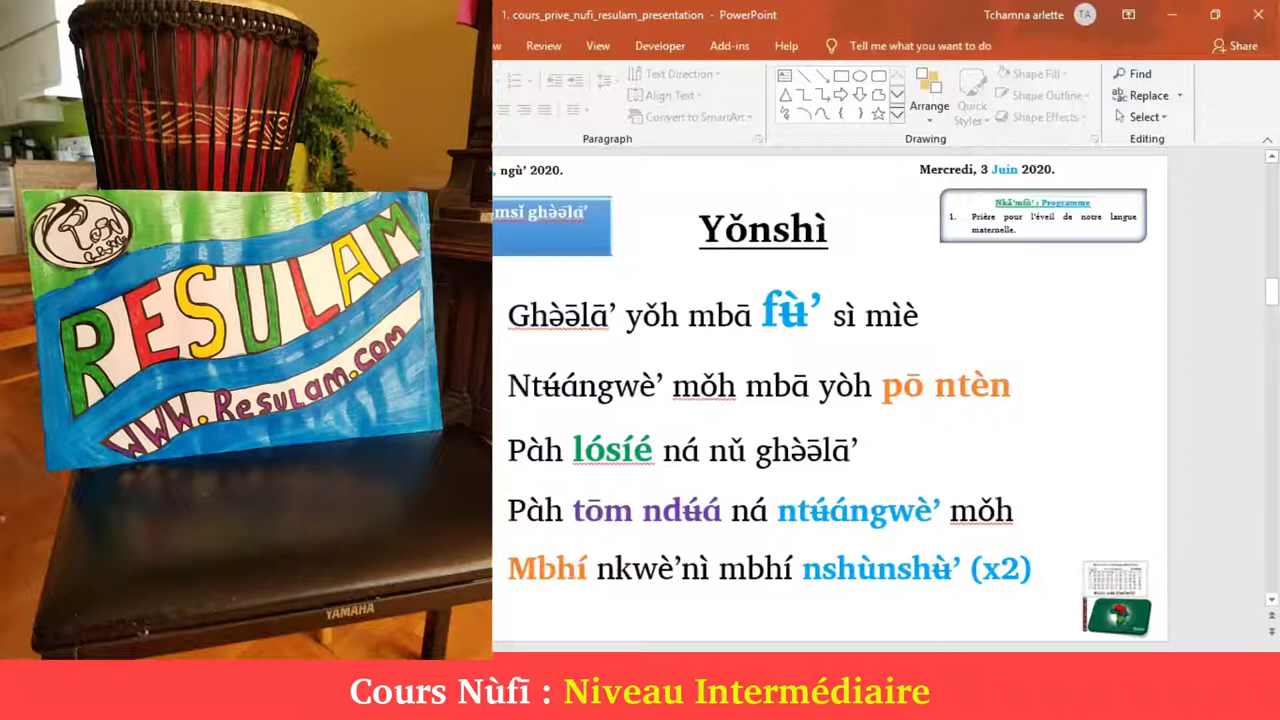 RESULAM
www.Resulam.com
YAMAHA
1. cours_prive_nufi_resulam_presentation - PowerPoint
Tchamna arlette
TA
w Review View Developer Add-ins Help Tell me what you want to do
Share
Text Direction
Align Text
Convert to SmartArt
Paragraph
Arrange
Quick Styles
Shape Fill
Shape Outline
Shape Effects
Drawing
Find
Replace
Select
Editing
, ngù’ 2020.
Mercredi, 3 Juin 2020.
msǐ ghə̀ə̄lā’
Yǒnshì
Nkǎ’mfò’ : Programme
1. Prière pour l’éveil de notre langue
maternelle.
Ghə̀ə̄lā’ yǒh mbā fʉ̀’ sì mìè
Ntʉ́ángwè’ mǒh mbā yòh pō ntèn
Pàh lósíé ná nǔ ghə̀ə̄lā’
Pàh tōm ndʉ́á ná ntʉ́ángwè’ mǒh
Mbhí nkwè’nì mbhí nshùnshʉ̀’ (x2)
Cours Nùfī : Niveau Intermédiaire